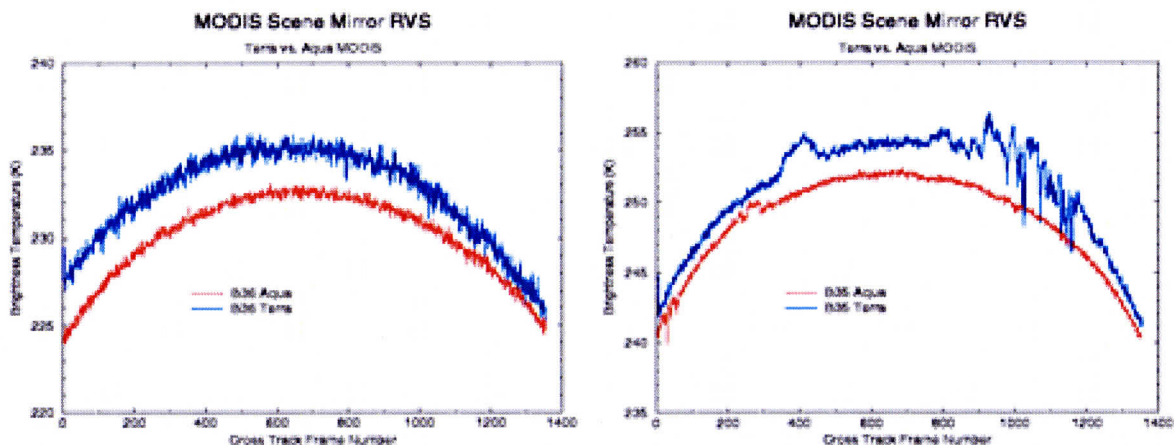 MODIS Scene Mirror RVS
Terra vs. Aqua MODIS
Brightness Temperature (K)
240
235
230
225
220
B36 Aqua
B36 Terra
0
200
400
600
800
1000
1200
1400
Cross Track Frame Number
MODIS Scene Mirror RVS
Terra vs. Aqua MODIS
Brightness Temperature (K)
260
255
250
245
240
235
B35 Aqua
B35 Terra
0
200
400
600
800
1000
1200
1400
Cross Track Frame Number